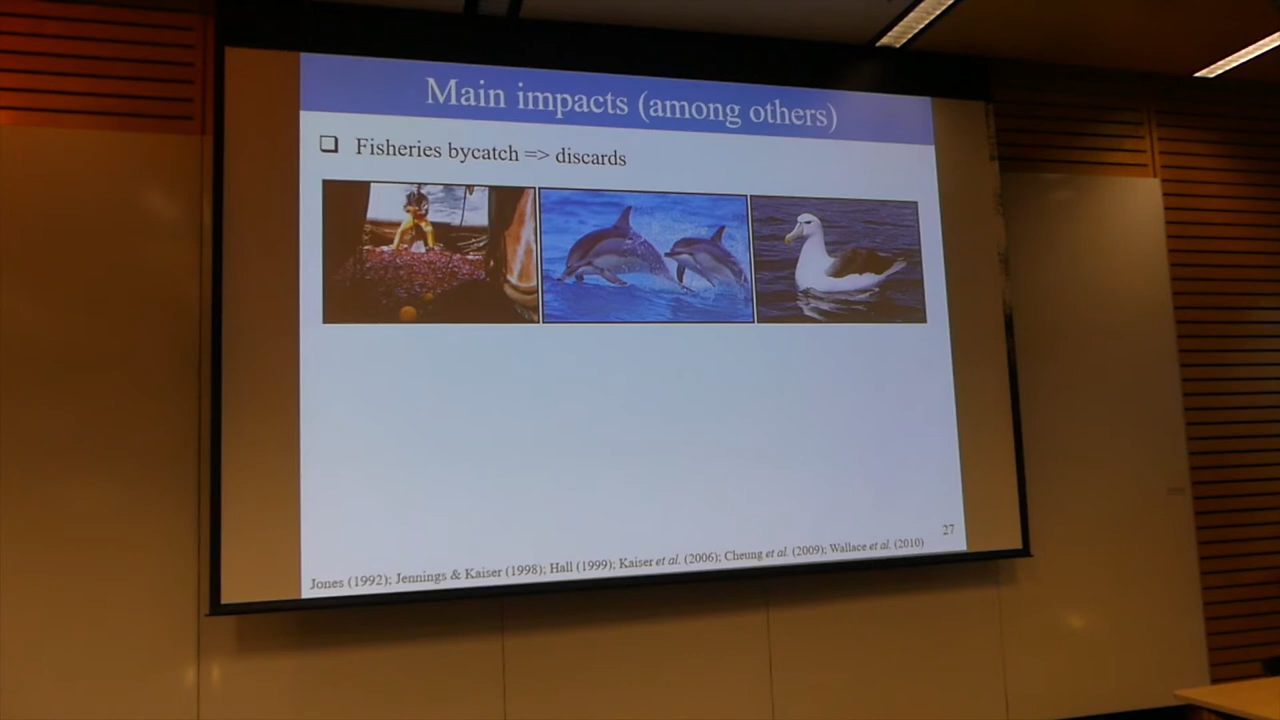 Main impacts (among others)
❑ Fisheries bycatch => discards
27
Jones (1992); Jennings & Kaiser (1998); Hall (1999); Kaiser et al. (2006); Cheung et al. (2009); Wallace et al. (2010)